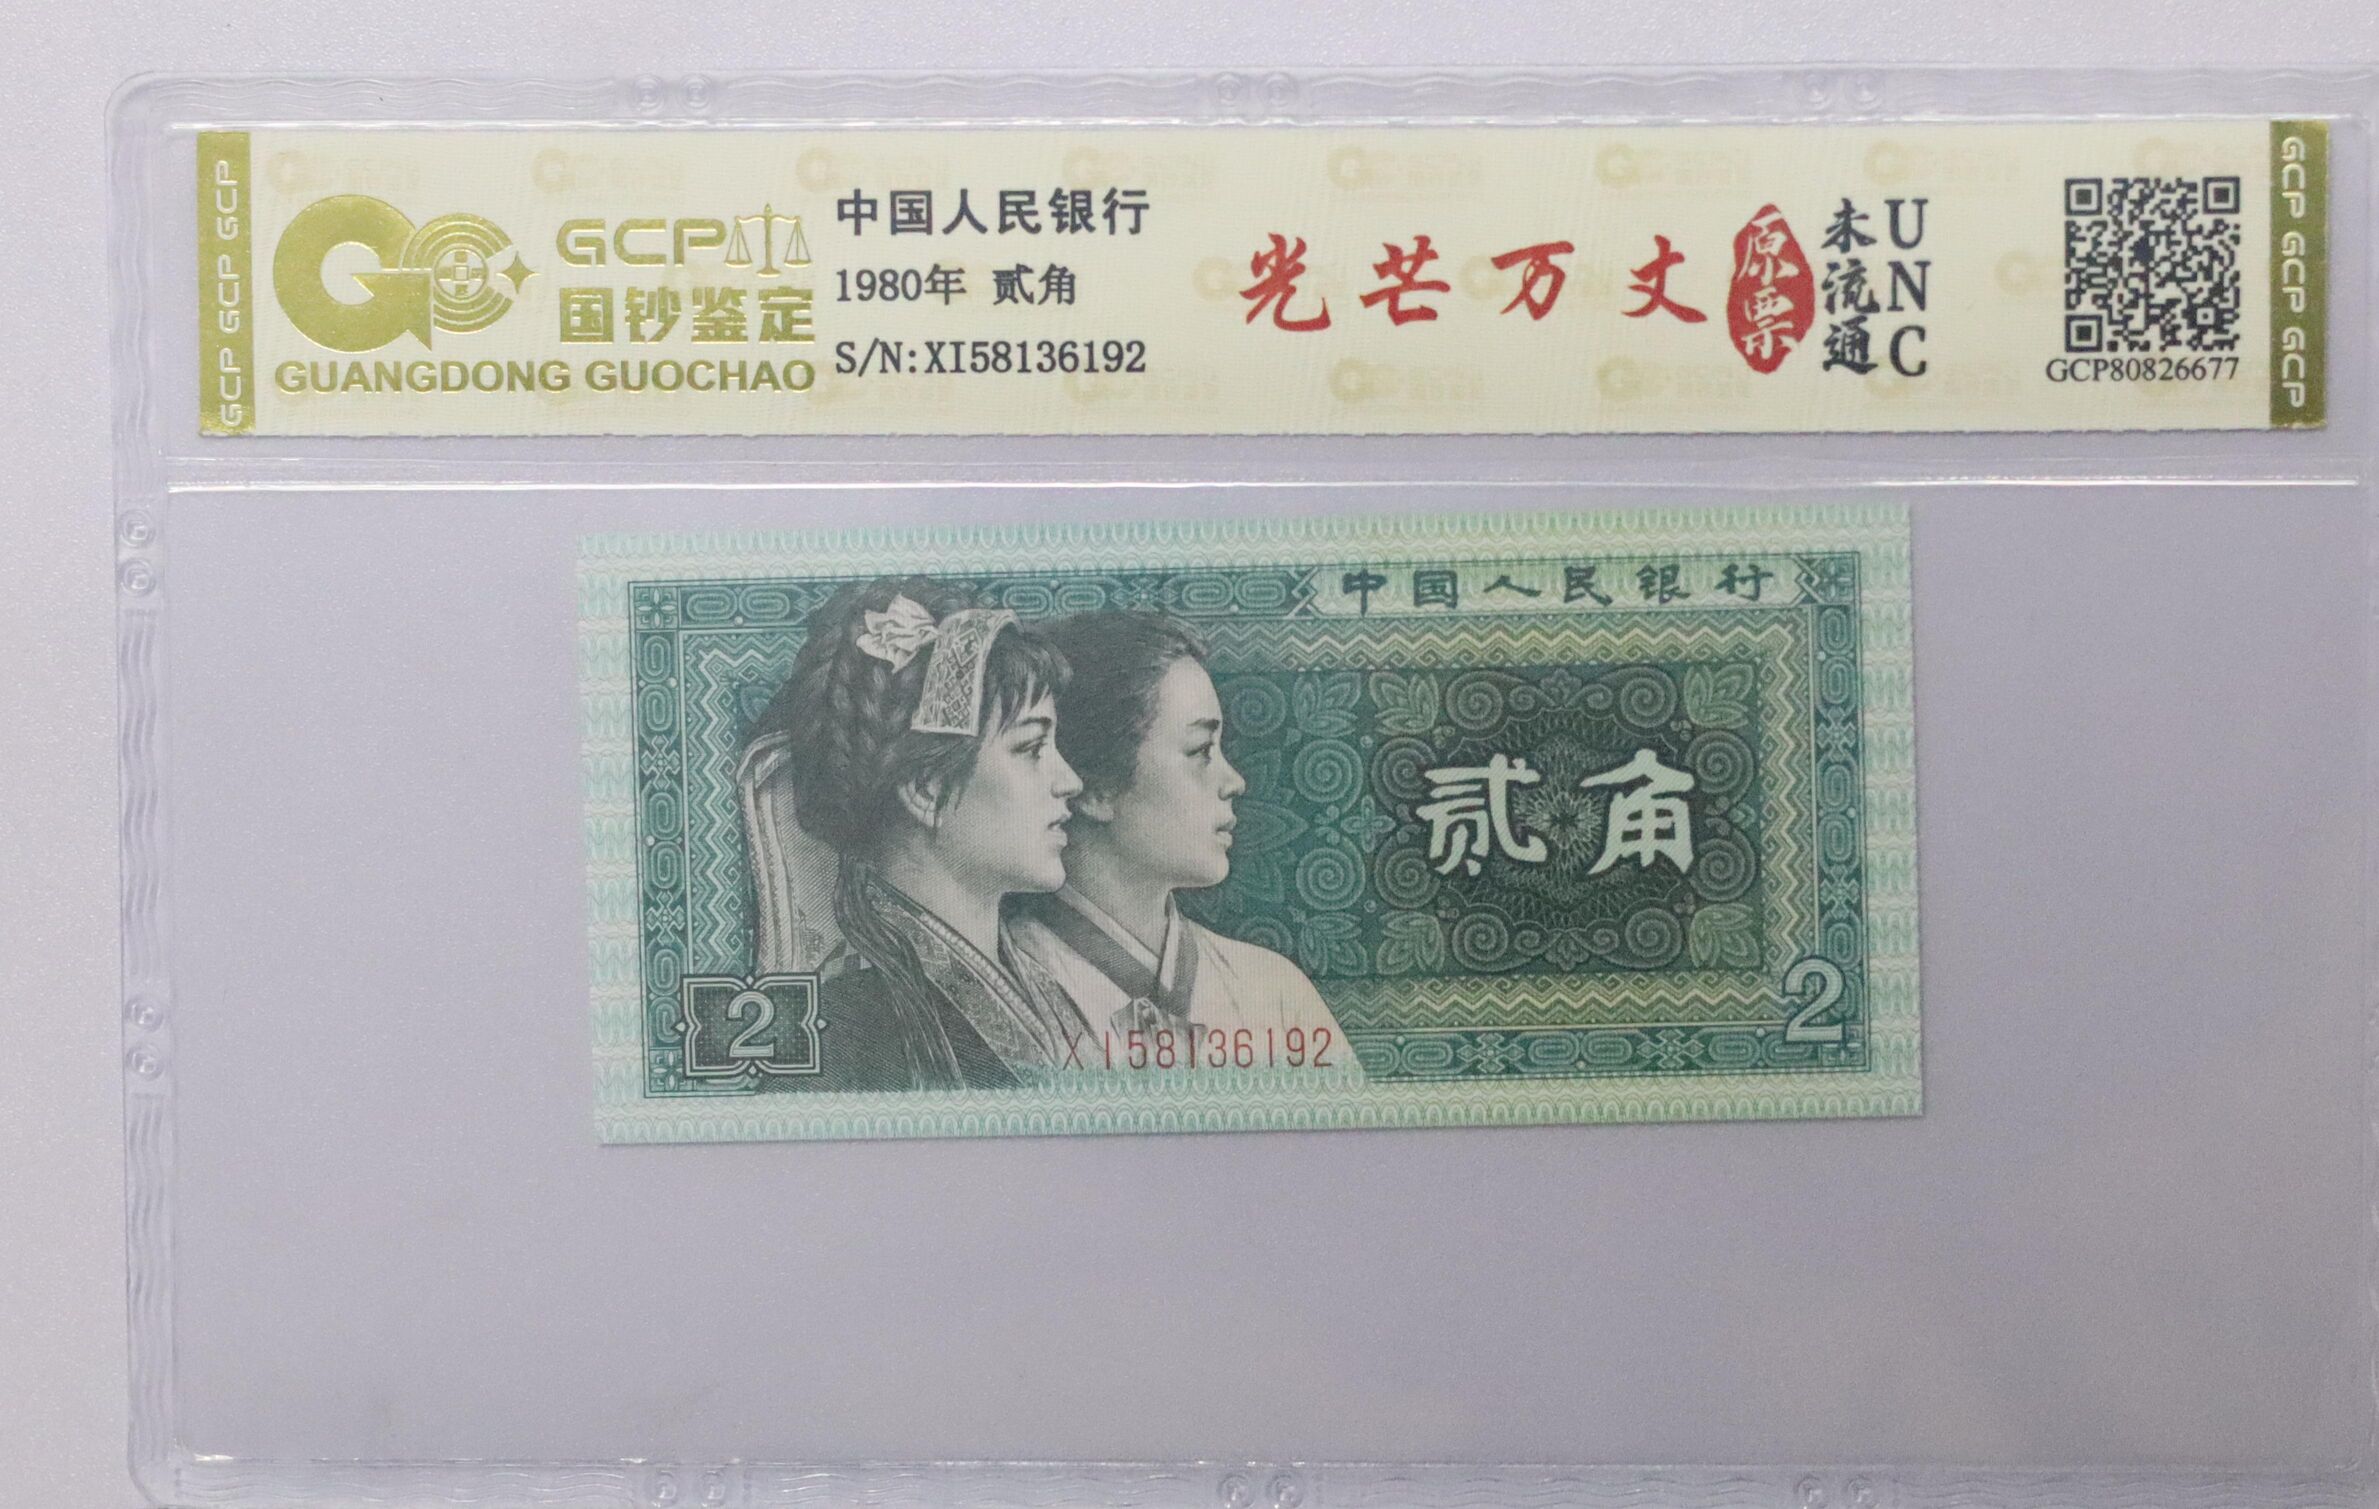 GCP GCP GCP
GCP
国钞鉴定
GUANGDONG GUOCHAO
中国人民银行
1980年 贰角
S/N:XI58136192
光芒万丈
原票
未流通
UNC
GCP80826677
GCP GCP GCP
中国人民银行
贰角
2
2
XI58136192